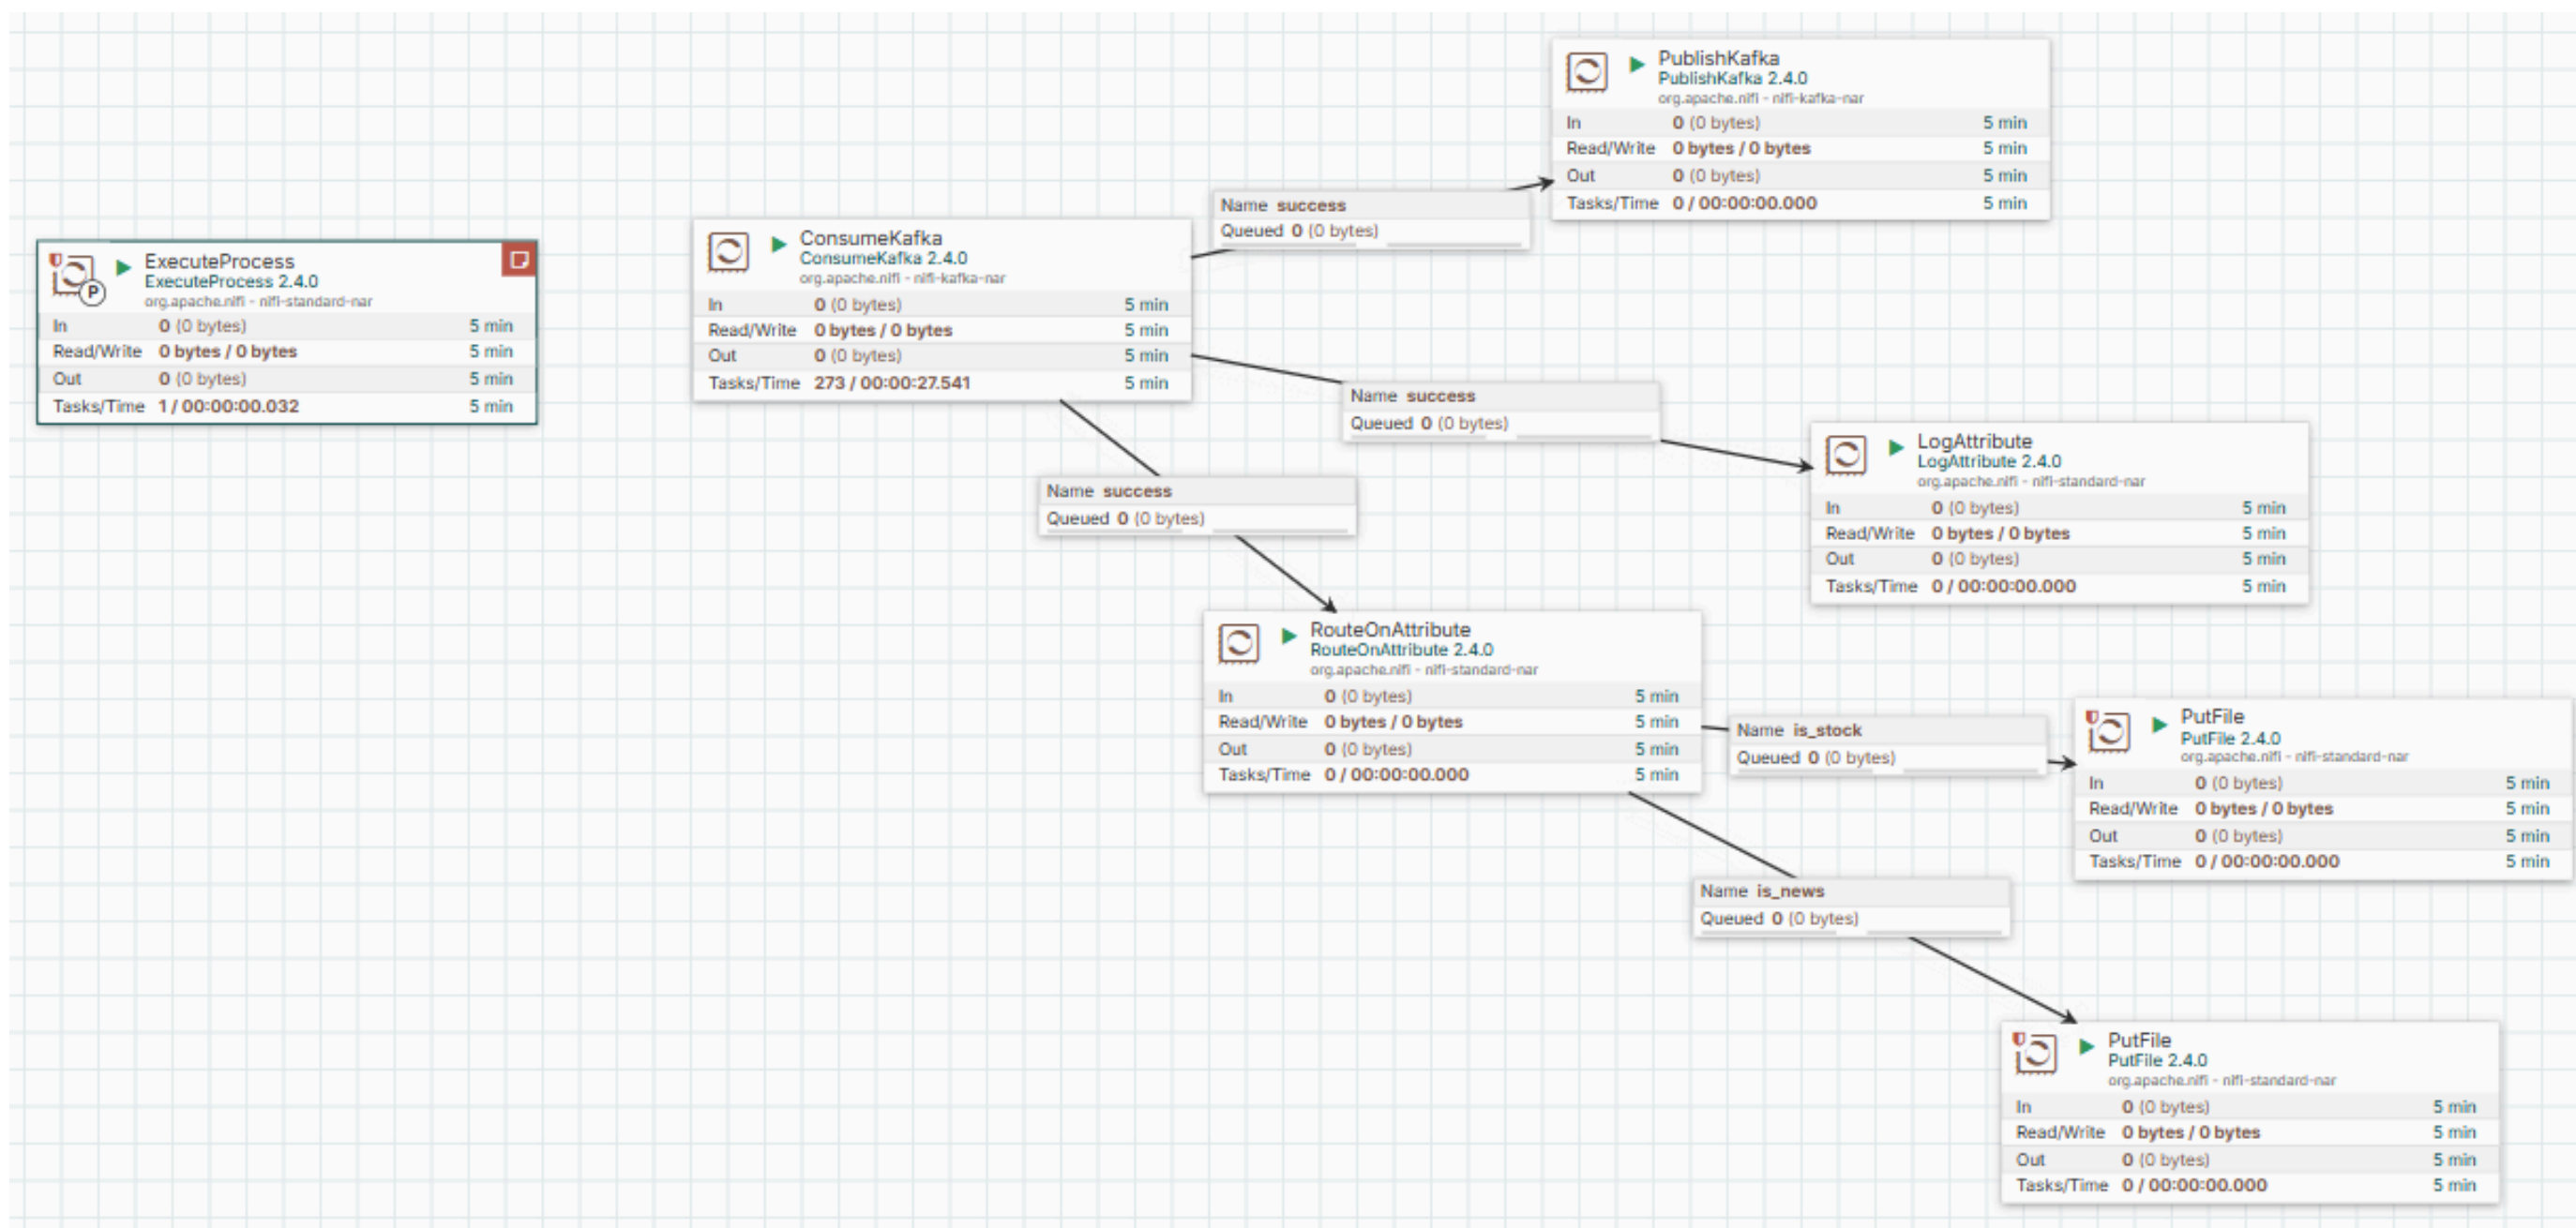 PublishKafka
PublishKafka 2.4.0
org.apache.nifi - nifi-kafka-nar
In 0 (0 bytes) 5 min
Read/Write 0 bytes / 0 bytes 5 min
Out 0 (0 bytes) 5 min
Tasks/Time 0 / 00:00:00.000 5 min
Name success
Queued 0 (0 bytes)
ExecuteProcess
ExecuteProcess 2.4.0
org.apache.nifi - nifi-standard-nar
P
In 0 (0 bytes) 5 min
Read/Write 0 bytes / 0 bytes 5 min
Out 0 (0 bytes) 5 min
Tasks/Time 1 / 00:00:00.032 5 min
ConsumeKafka
ConsumeKafka 2.4.0
org.apache.nifi - nifi-kafka-nar
In 0 (0 bytes) 5 min
Read/Write 0 bytes / 0 bytes 5 min
Out 0 (0 bytes) 5 min
Tasks/Time 273 / 00:00:27.541 5 min
Name success
Queued 0 (0 bytes)
LogAttribute
LogAttribute 2.4.0
org.apache.nifi - nifi-standard-nar
In 0 (0 bytes) 5 min
Read/Write 0 bytes / 0 bytes 5 min
Out 0 (0 bytes) 5 min
Tasks/Time 0 / 00:00:00.000 5 min
Name success
Queued 0 (0 bytes)
RouteOnAttribute
RouteOnAttribute 2.4.0
org.apache.nifi - nifi-standard-nar
In 0 (0 bytes) 5 min
Read/Write 0 bytes / 0 bytes 5 min
Out 0 (0 bytes) 5 min
Tasks/Time 0 / 00:00:00.000 5 min
Name is_stock
Queued 0 (0 bytes)
PutFile
PutFile 2.4.0
org.apache.nifi - nifi-standard-nar
In 0 (0 bytes) 5 min
Read/Write 0 bytes / 0 bytes 5 min
Out 0 (0 bytes) 5 min
Tasks/Time 0 / 00:00:00.000 5 min
Name is_news
Queued 0 (0 bytes)
PutFile
PutFile 2.4.0
org.apache.nifi - nifi-standard-nar
In 0 (0 bytes) 5 min
Read/Write 0 bytes / 0 bytes 5 min
Out 0 (0 bytes) 5 min
Tasks/Time 0 / 00:00:00.000 5 min